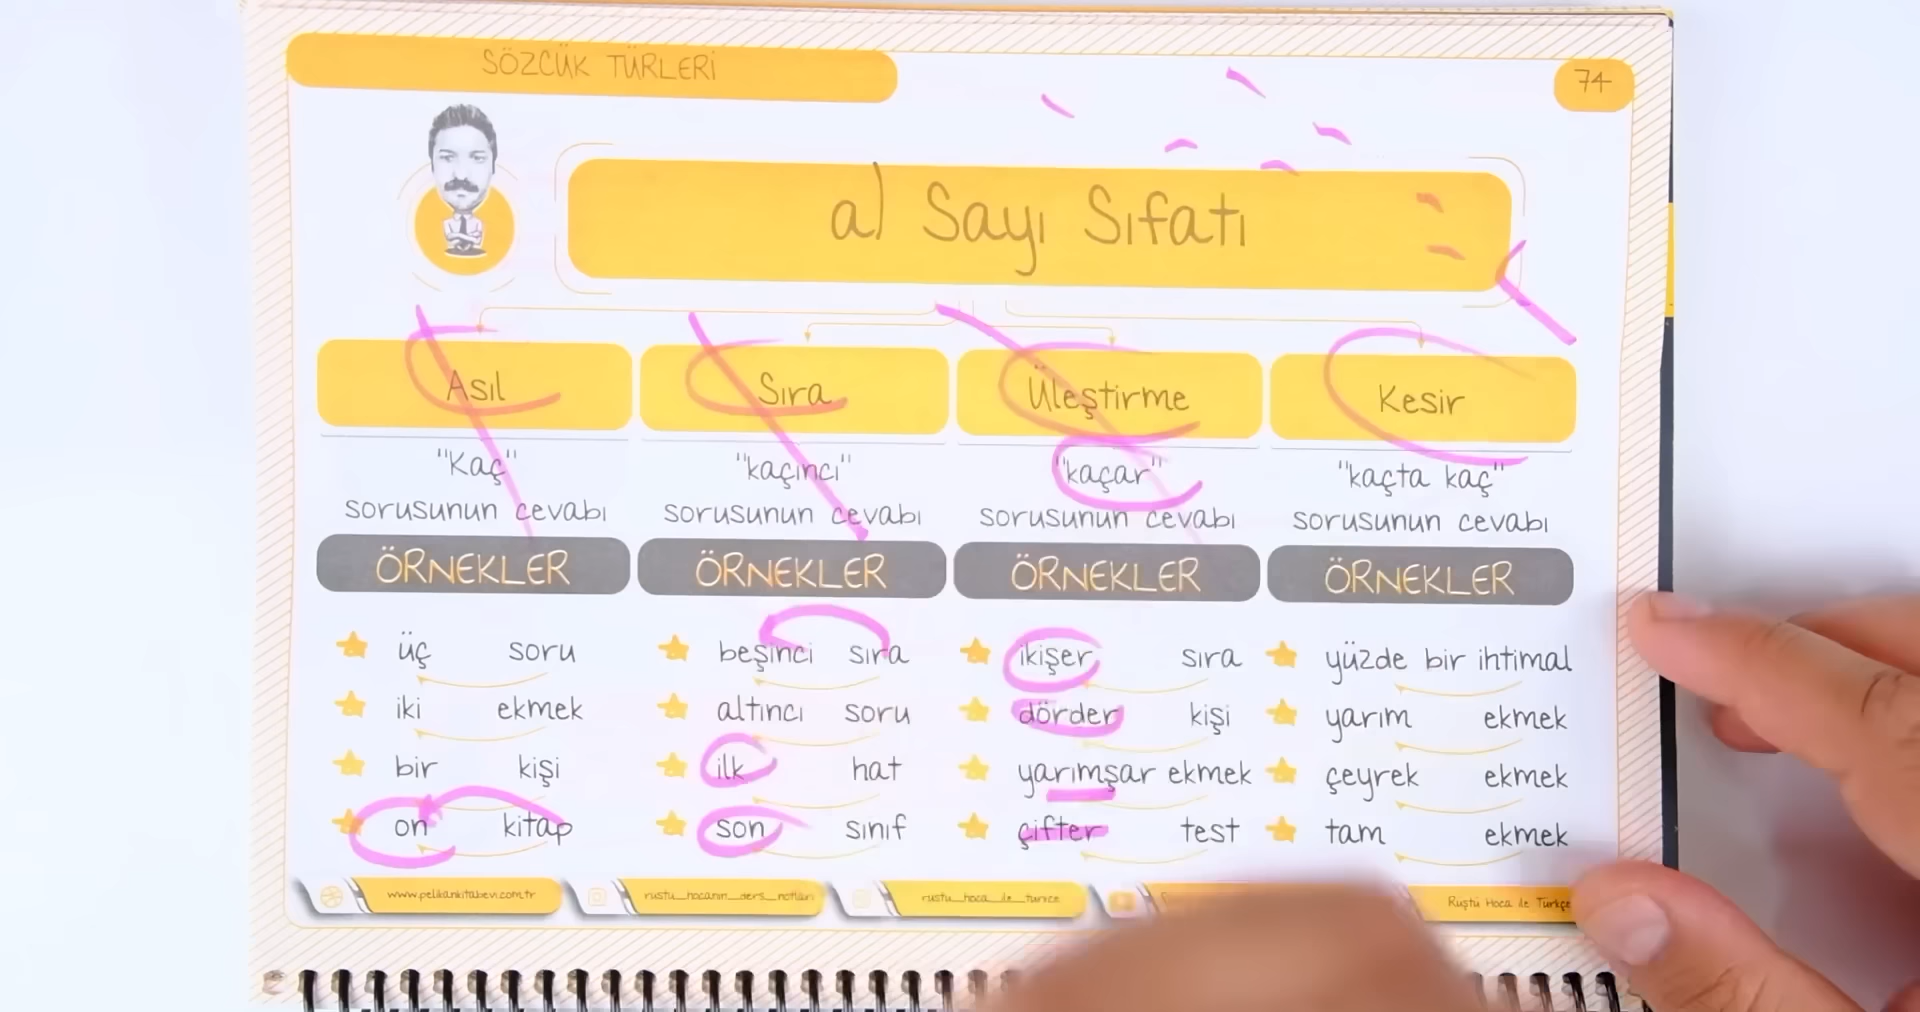 SÖZCÜK TÜRLERİ
74
a) Sayı Sıfatı
Asıl
Sıra
Üleştirme
Kesir
"Kaç"
sorusunun cevabı
"kaçıncı"
sorusunun cevabı
"kaçar"
sorusunun cevabı
"kaçta kaç"
sorusunun cevabı
ÖRNEKLER
ÖRNEKLER
ÖRNEKLER
ÖRNEKLER
üç soru
iki ekmek
bir kişi
on kitap
beşinci sıra
altıncı soru
ilk hat
son sınıf
ikişer sıra
dörder kişi
yarımşar ekmek
çifter test
yüzde bir ihtimal
yarım ekmek
çeyrek ekmek
tam ekmek
www.pelikankitabevi.com.tr
rustu_hocanın_ders_notları
rustu_hoca_ile_turkce
Rüştü Hoca ile Türkçe